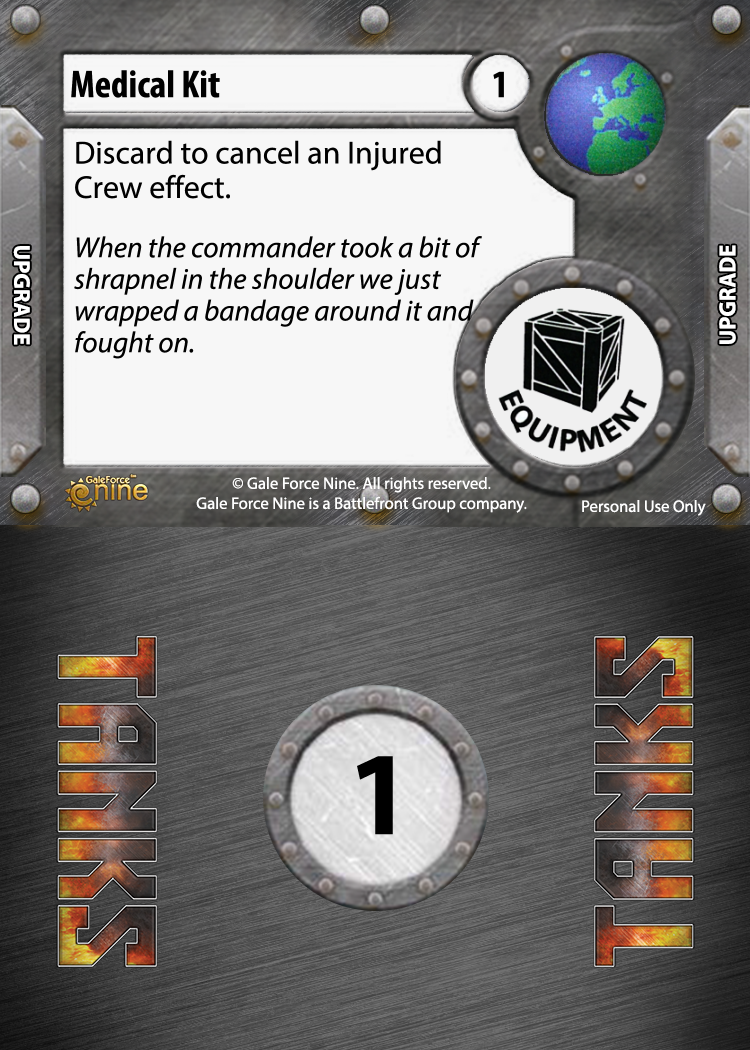 Medical Kit
1
Discard to cancel an Injured
Crew effect.
When the commander took a bit of
shrapnel in the shoulder we just
wrapped a bandage around it and
fought on.
UPGRADE
UPGRADE
EQUIPMENT
GaleForce™
nine
© Gale Force Nine. All rights reserved.
Gale Force Nine is a Battlefront Group company.
Personal Use Only
TANKS
1
TANKS